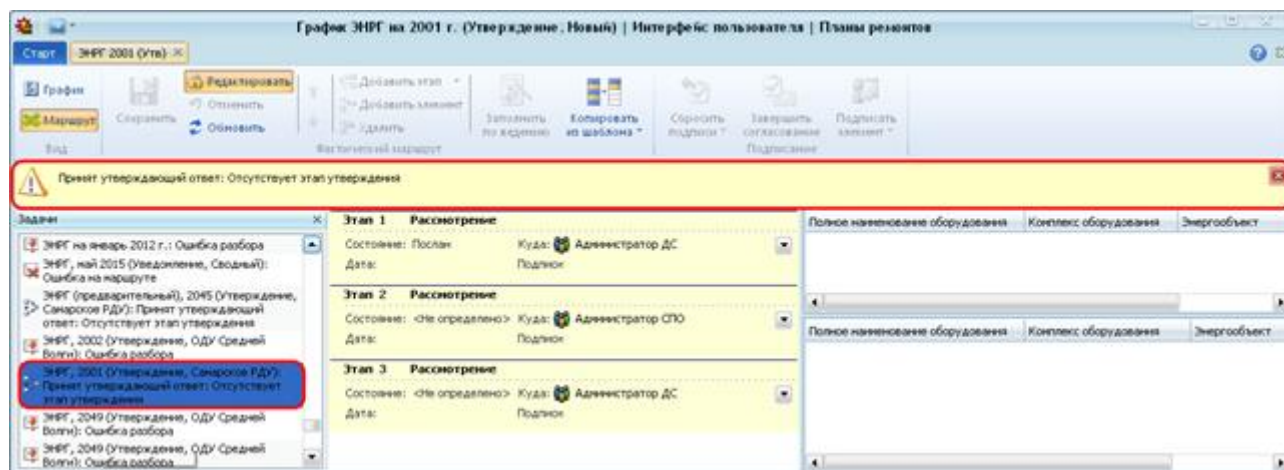 График ЭНРГ на 2001 г. (Утверждение, Новый) | Интерфейс пользователя | Планы ремонтов
Старт ЭНРГ 2001 (Утв)
График
Маршрут
Вид
Сохранить
Редактировать
Отменить
Обновить
Добавить этап
Добавить элемент
Удалить
Фактический маршрут
Заполнить
по ведению
Копировать
из шаблона
Сбросить
подписи
Завершить
согласование
Подписать
элемент
Подписание
Принят утверждающий ответ: Отсутствует этап утверждения
Задачи
ЭНРГ на январь 2012 г.: Ошибка разбора
ЭНРГ, май 2015 (Уведомление, Сводный):
Ошибка на маршруте
ЭНРГ (предварительный), 2045 (Утверждение,
Самарское РДУ): Принят утверждающий
ответ: Отсутствует этап утверждения
ЭНРГ, 2002 (Утверждение, ОДУ Средней
Волги): Ошибка разбора
ЭНРГ, 2001 (Утверждение, Самарское РДУ):
Принят утверждающий ответ: Отсутствует
этап утверждения
ЭНРГ, 2049 (Утверждение, ОДУ Средней
Волги): Ошибка разбора
ЭНРГ, 2049 (Утверждение, ОДУ Средней
Волги): Ошибка разбора
Этап 1 Рассмотрение
Состояние: Послан Куда: Администратор ДС
Дата: Подписи
Этап 2 Рассмотрение
Состояние: <Не определено> Куда: Администратор СПО
Дата: Подписи
Этап 3 Рассмотрение
Состояние: <Не определено> Куда: Администратор ДС
Дата: Подписи
Полное наименование оборудования Комплекс оборудования Энергообъект
Полное наименование оборудования Комплекс оборудования Энергообъект